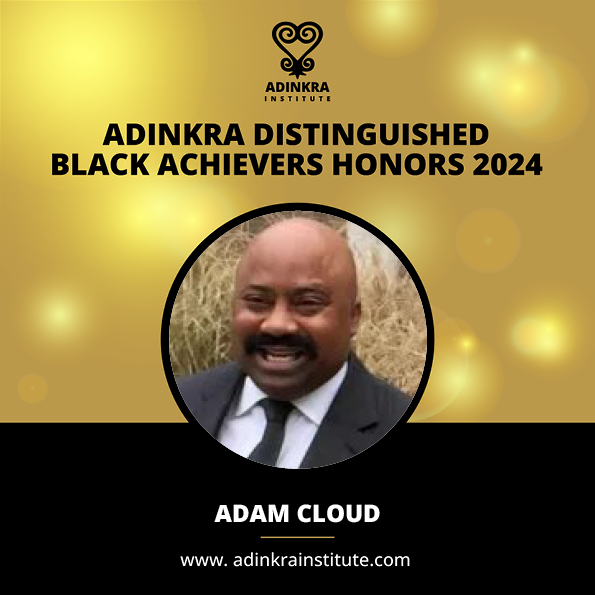 ADINKRA
INSTITUTE
ADINKRA DISTINGUISHED
BLACK ACHIEVERS HONORS 2024
ADAM CLOUD
www. adinkrainstitute.com